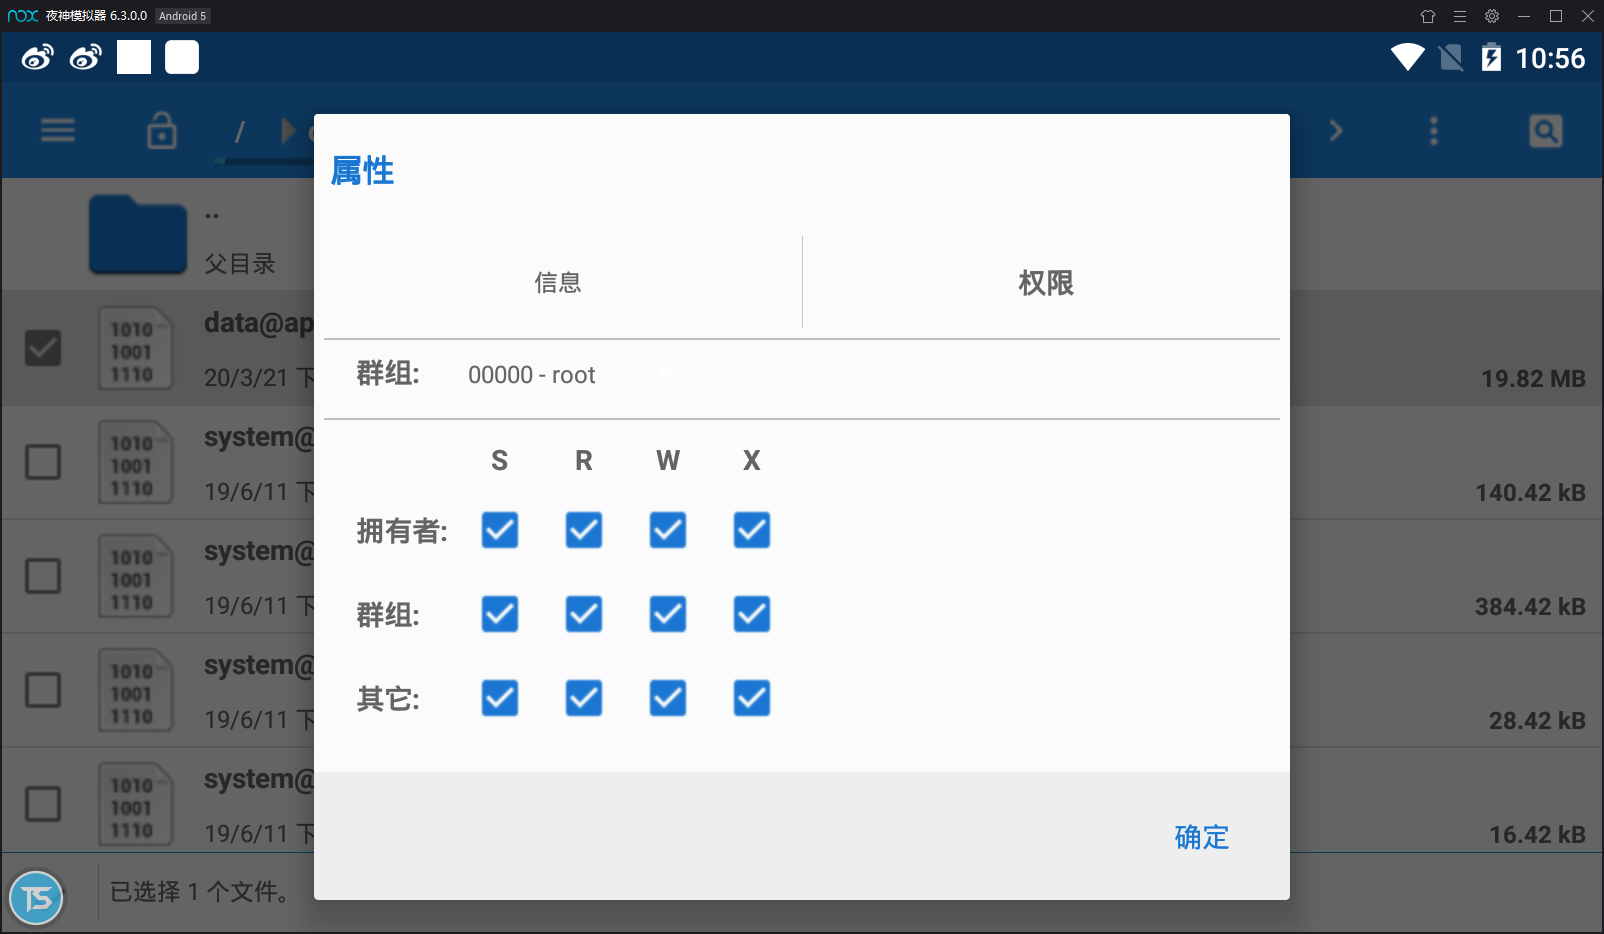 nox 夜神模拟器 6.3.0.0 Android 5
10:56
/
属性
..
父目录
信息
权限
data@ap
20/3/21 下
19.82 MB
群组: 00000 - root
system@
19/6/11 下
140.42 kB
S R W X
拥有者:
system@
19/6/11 下
384.42 kB
群组:
system@
19/6/11 下
28.42 kB
其它:
system@
19/6/11 下
16.42 kB
确定
已选择 1 个文件。
1010
1001
1110
1010
1001
1110
1010
1001
1110
1010
1001
1110
1010
1001
1110
TS